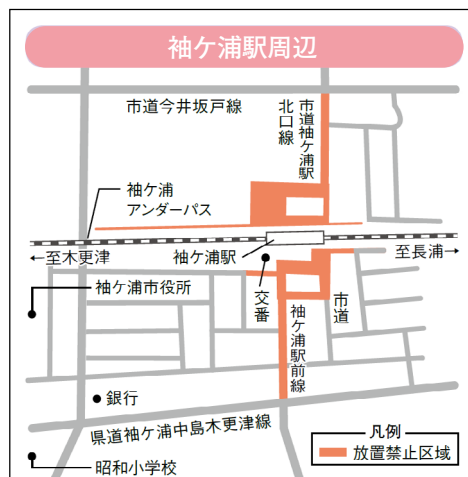 袖ケ浦駅周辺
市道今井坂戸線
市道袖ケ浦駅
北口線
袖ケ浦
アンダーパス
←至木更津
袖ケ浦駅
至長浦→
袖ケ浦市役所
交番
袖ケ浦駅前線
市道
銀行
県道袖ケ浦中島木更津線
昭和小学校
凡例
放置禁止区域